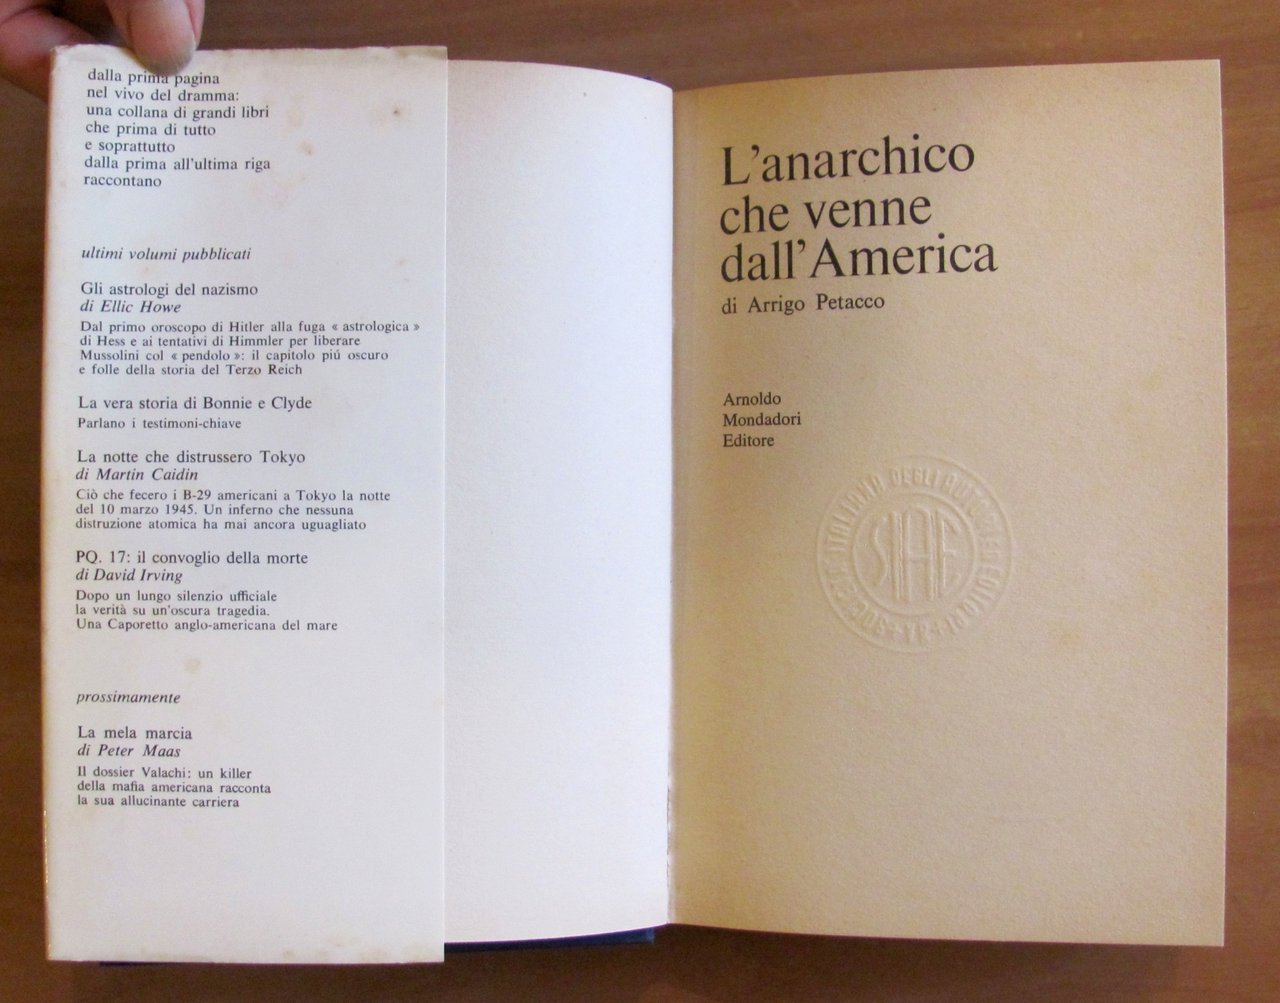 dalla prima pagina
nel vivo del dramma:
una collana di grandi libri
che prima di tutto
e soprattutto
dalla prima all'ultima riga
raccontano
ultimi volumi pubblicati
Gli astrologi del nazismo
di Ellic Howe
Dal primo oroscopo di Hitler alla fuga « astrologica »
di Hess e ai tentativi di Himmler per liberare
Mussolini col « pendolo »: il capitolo piú oscuro
e folle della storia del Terzo Reich
La vera storia di Bonnie e Clyde
Parlano i testimoni-chiave
La notte che distrussero Tokyo
di Martin Caidin
Ciò che fecero i B-29 americani a Tokyo la notte
del 10 marzo 1945. Un inferno che nessuna
distruzione atomica ha mai ancora uguagliato
PQ. 17: il convoglio della morte
di David Irving
Dopo un lungo silenzio ufficiale
la verità su un'oscura tragedia.
Una Caporetto anglo-americana del mare
prossimamente
La mela marcia
di Peter Maas
Il dossier Valachi: un killer
della mafia americana racconta
la sua allucinante carriera
L'anarchico
che venne
dall'America
di Arrigo Petacco
Arnoldo
Mondadori
Editore
SOCIETÀ ITALIANA DEGLI AUTORI ED EDITORI
SIAE